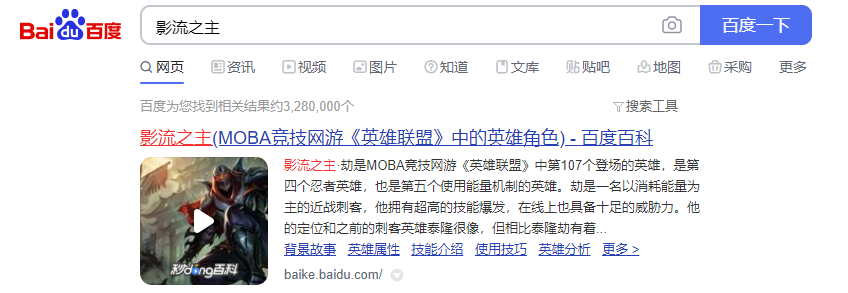 Bai du 百度 影流之主 百度一下
网页 资讯 视频 图片 知道 文库 贴吧 地图 采购 更多
百度为您找到相关结果约3,280,000个 搜索工具
影流之主(MOBA竞技网游《英雄联盟》中的英雄角色) - 百度百科
影流之主:劫是MOBA竞技网游《英雄联盟》中第107个登场的英雄，是第
四个忍者英雄，也是第五个使用能量机制的英雄。劫是一名以消耗能量为
主的近战刺客，他拥有超高的技能爆发，在线上也具备十足的威胁力。他
的定位和之前的刺客英雄泰隆很像，但相比泰隆劫有着...
背景故事 英雄属性 技能介绍 使用技巧 英雄分析 更多 >
秒dong百科
baike.baidu.com/